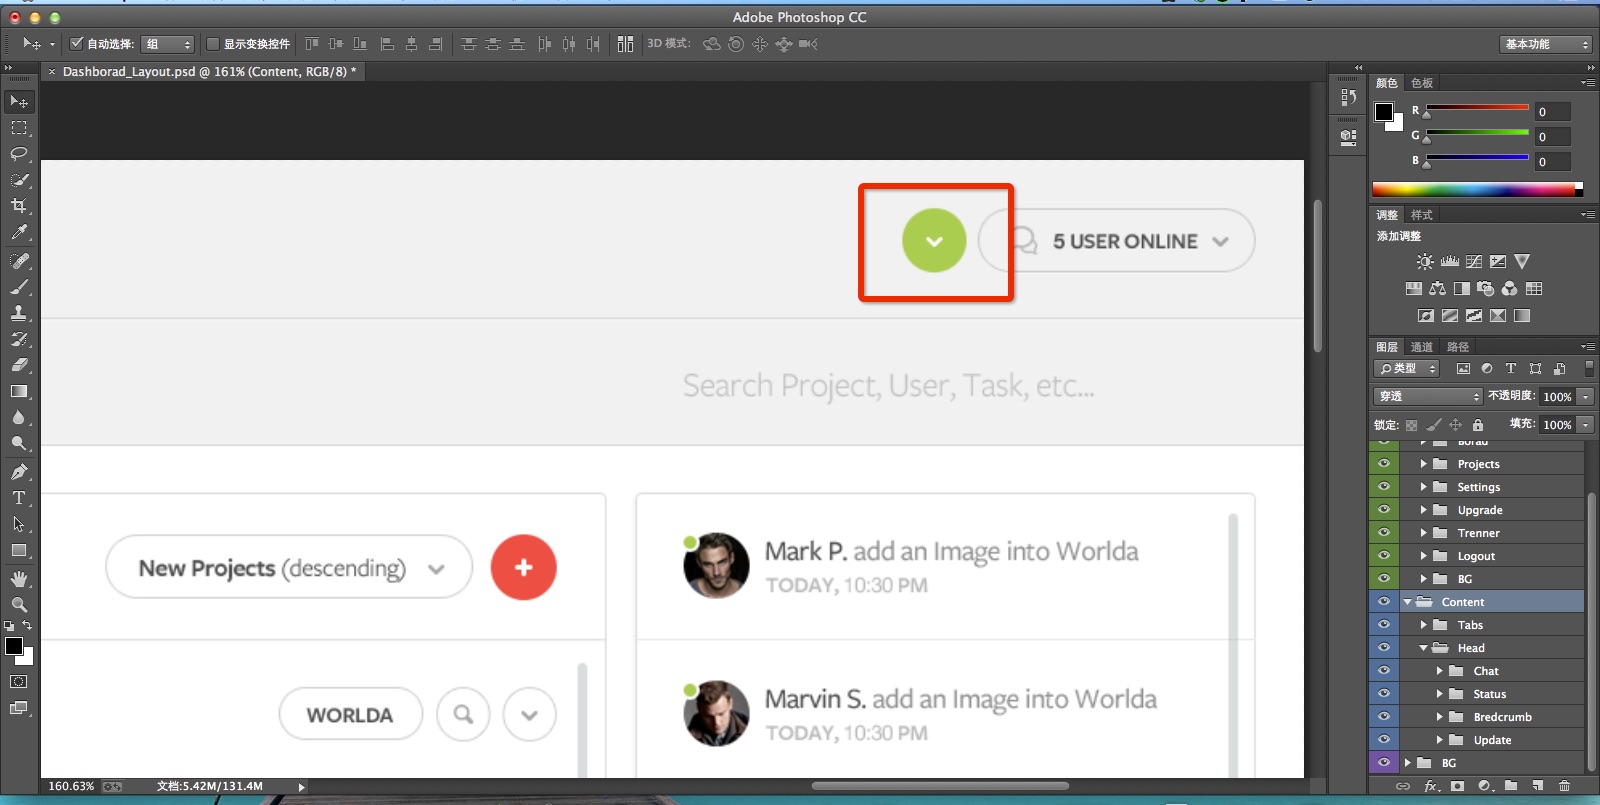 Adobe Photoshop CC
自动选择: 组 显示变换控件 3D 模式: 基本功能
× Dashborad_Layout.psd @ 161% (Content, RGB/8) *
颜色 色板
R 0
G 0
B 0
调整 样式
添加调整
5 USER ONLINE
Search Project, User, Task, etc...
New Projects (descending)
Mark P. add an Image into Worlda
TODAY, 10:30 PM
WORLDA
Marvin S. add an Image into Worlda
TODAY, 10:30 PM
图层 通道 路径
类型
穿透 不透明度: 100%
锁定: 填充: 100%
Borad
Projects
Settings
Upgrade
Trenner
Logout
BG
Content
Tabs
Head
Chat
Status
Bredcrumb
Update
BG
160.63% 文档:5.42M/131.4M